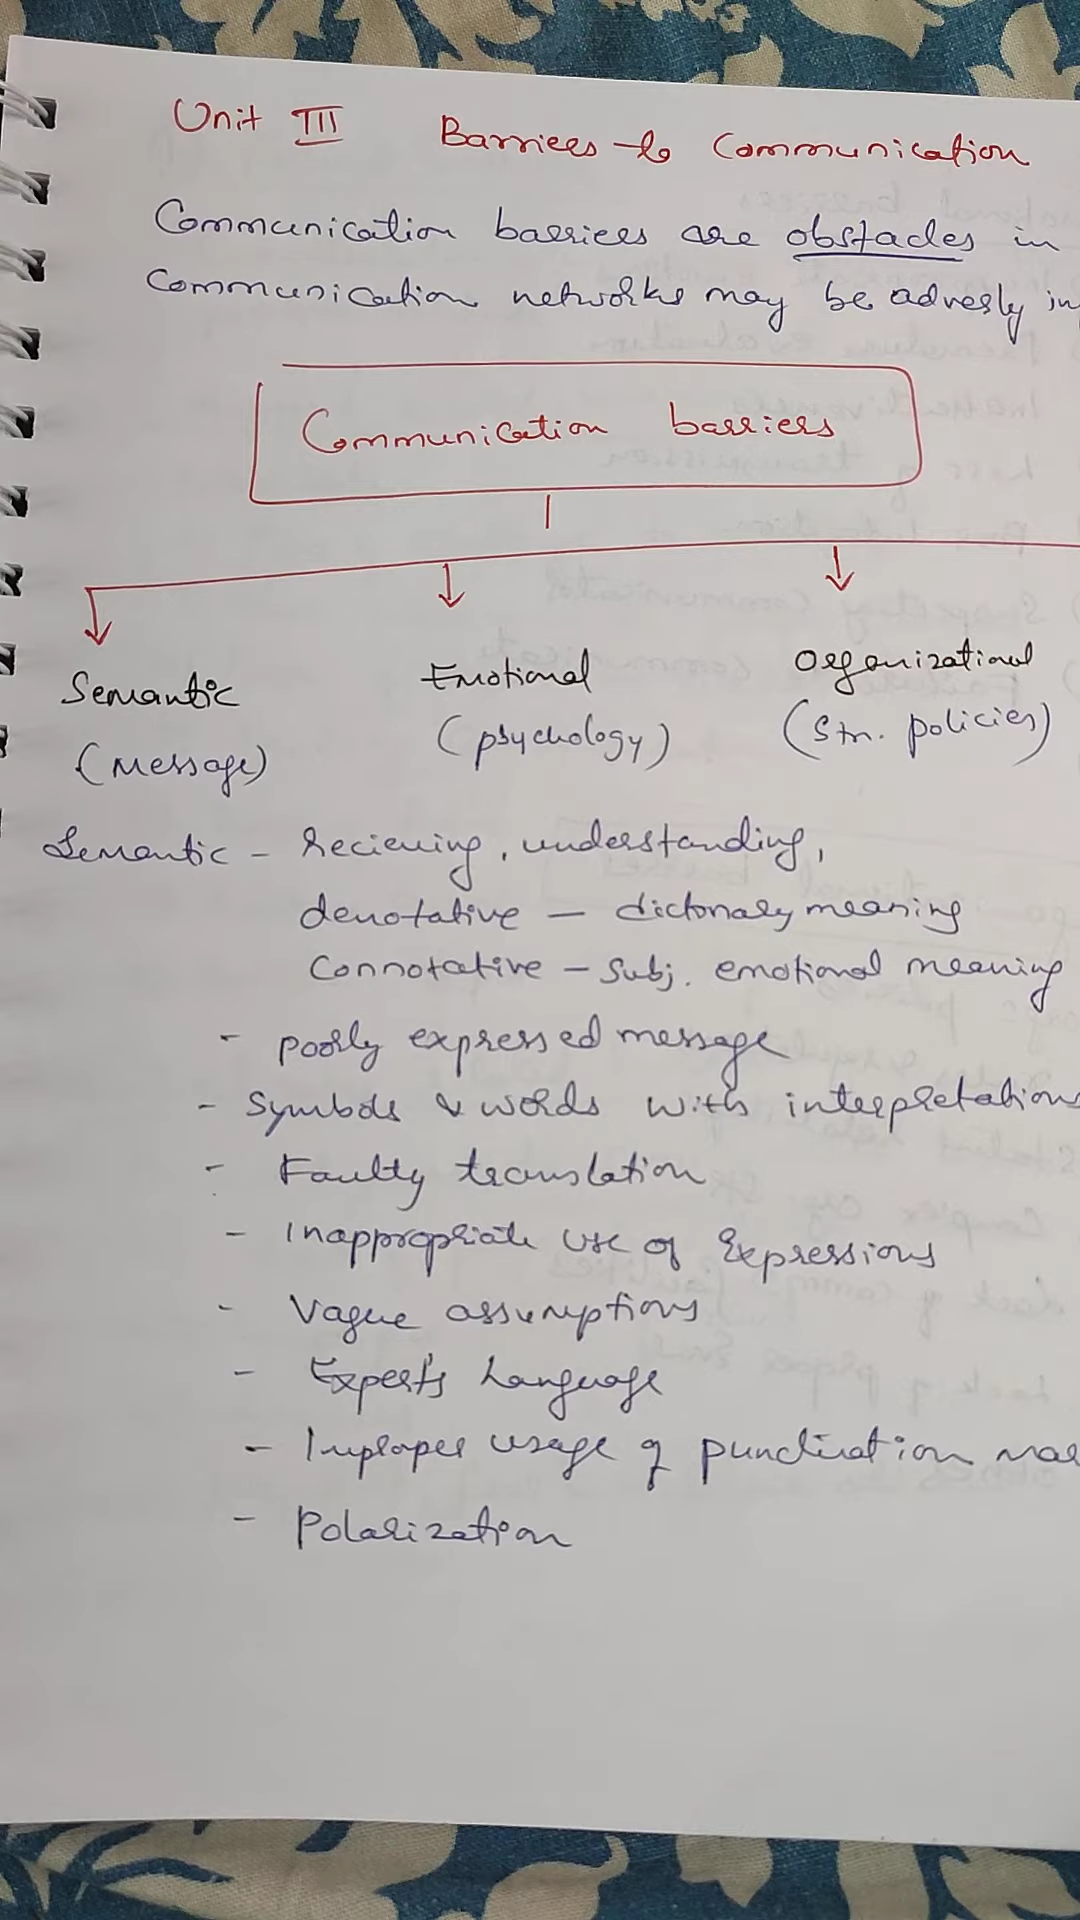 Unit III Barriers to Communication
Communication barriers are obstacles in
Communication networks may be adversly
Communication barriers
Semantic Emotional Organizational
(Message) (psychology) (Str. policies)
Semantic - Recieving, understanding,
denotative - dictonary meaning
Connotative - Subj. emotional meaning
- poorly expressed message
- Symbols & words with interpretations
- Faulty translation
- Inappropriate use of Expressions
- Vague assumptions
- Expert's Language
- Improper usage of punctuation
- Polarization